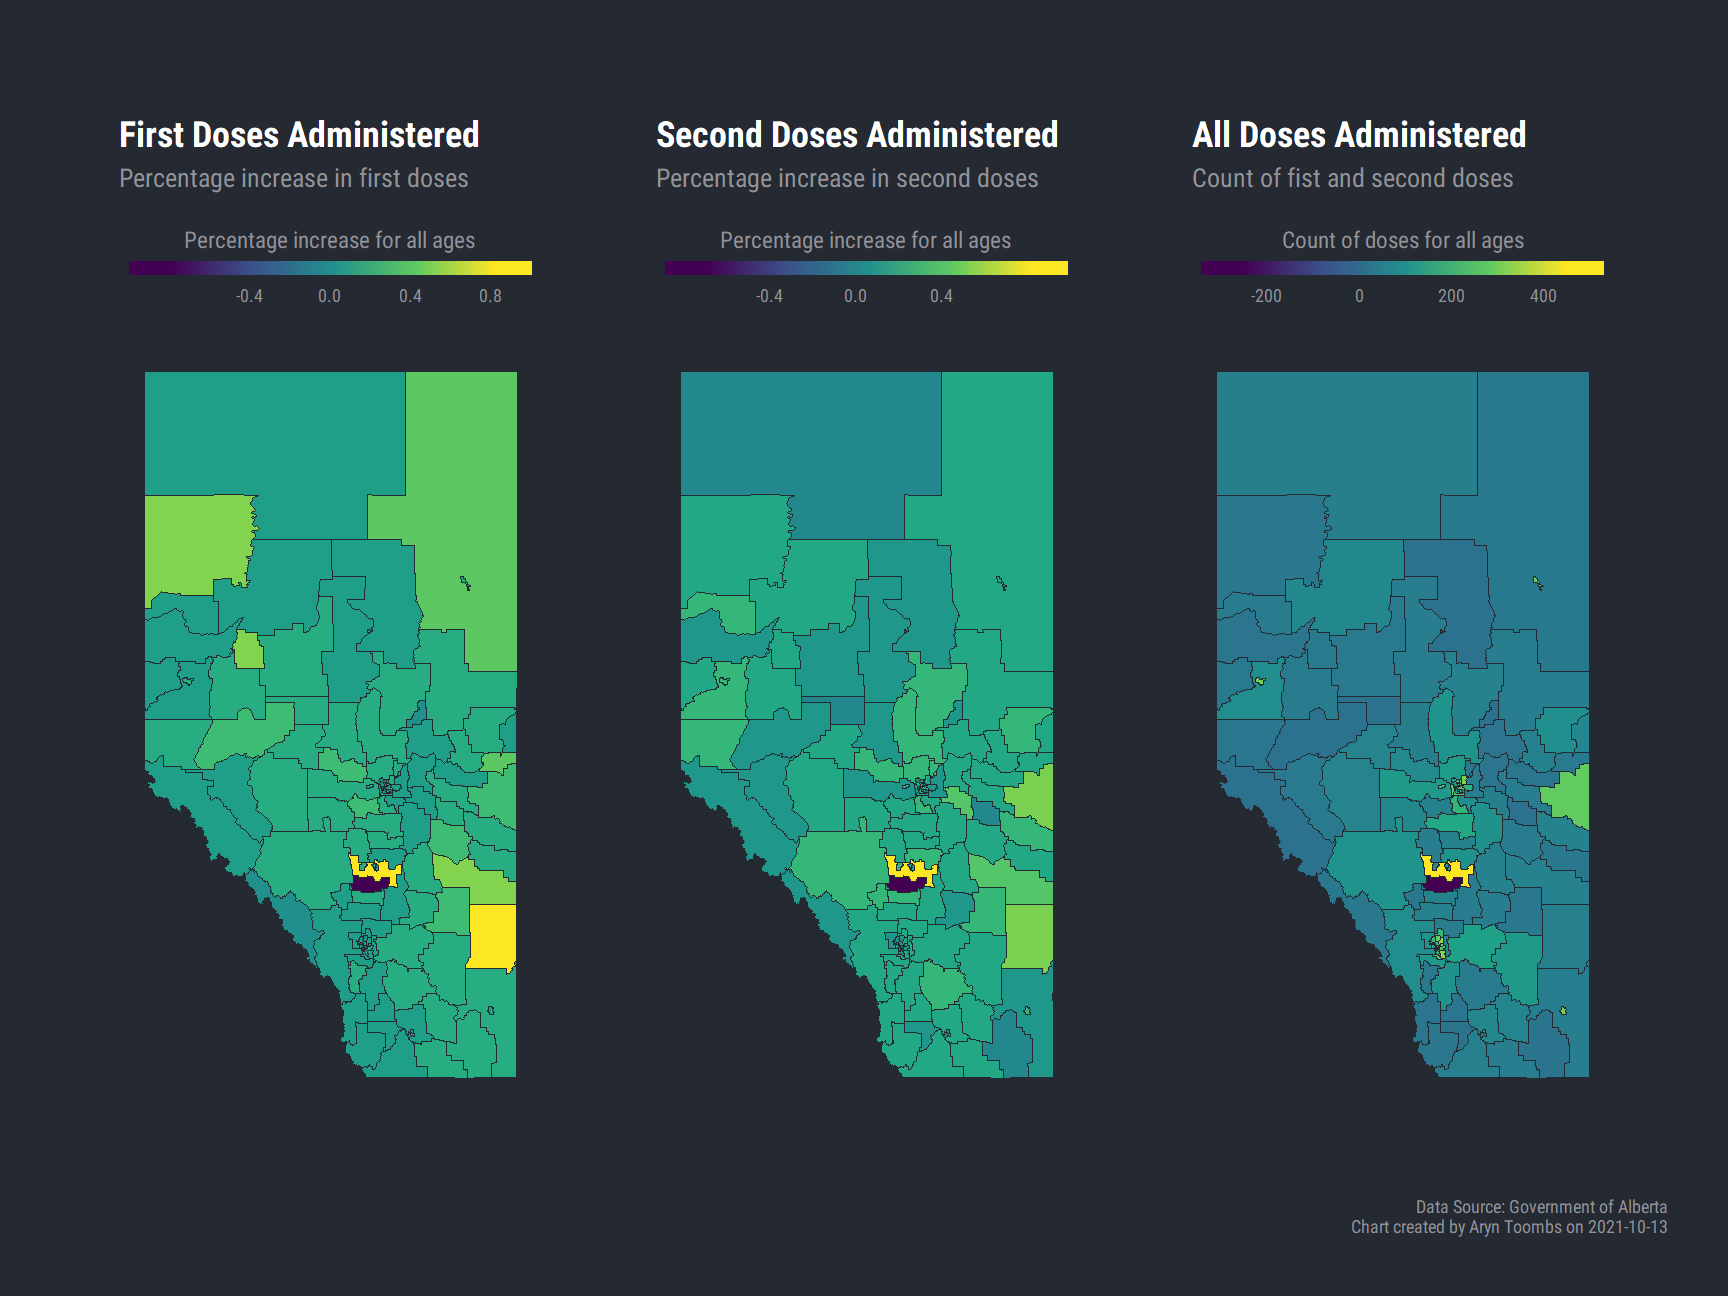 First Doses Administered
Percentage increase in first doses
Percentage increase for all ages
-0.4 0.0 0.4 0.8
Second Doses Administered
Percentage increase in second doses
Percentage increase for all ages
-0.4 0.0 0.4
All Doses Administered
Count of fist and second doses
Count of doses for all ages
-200 0 200 400
Data Source: Government of Alberta
Chart created by Aryn Toombs on 2021-10-13